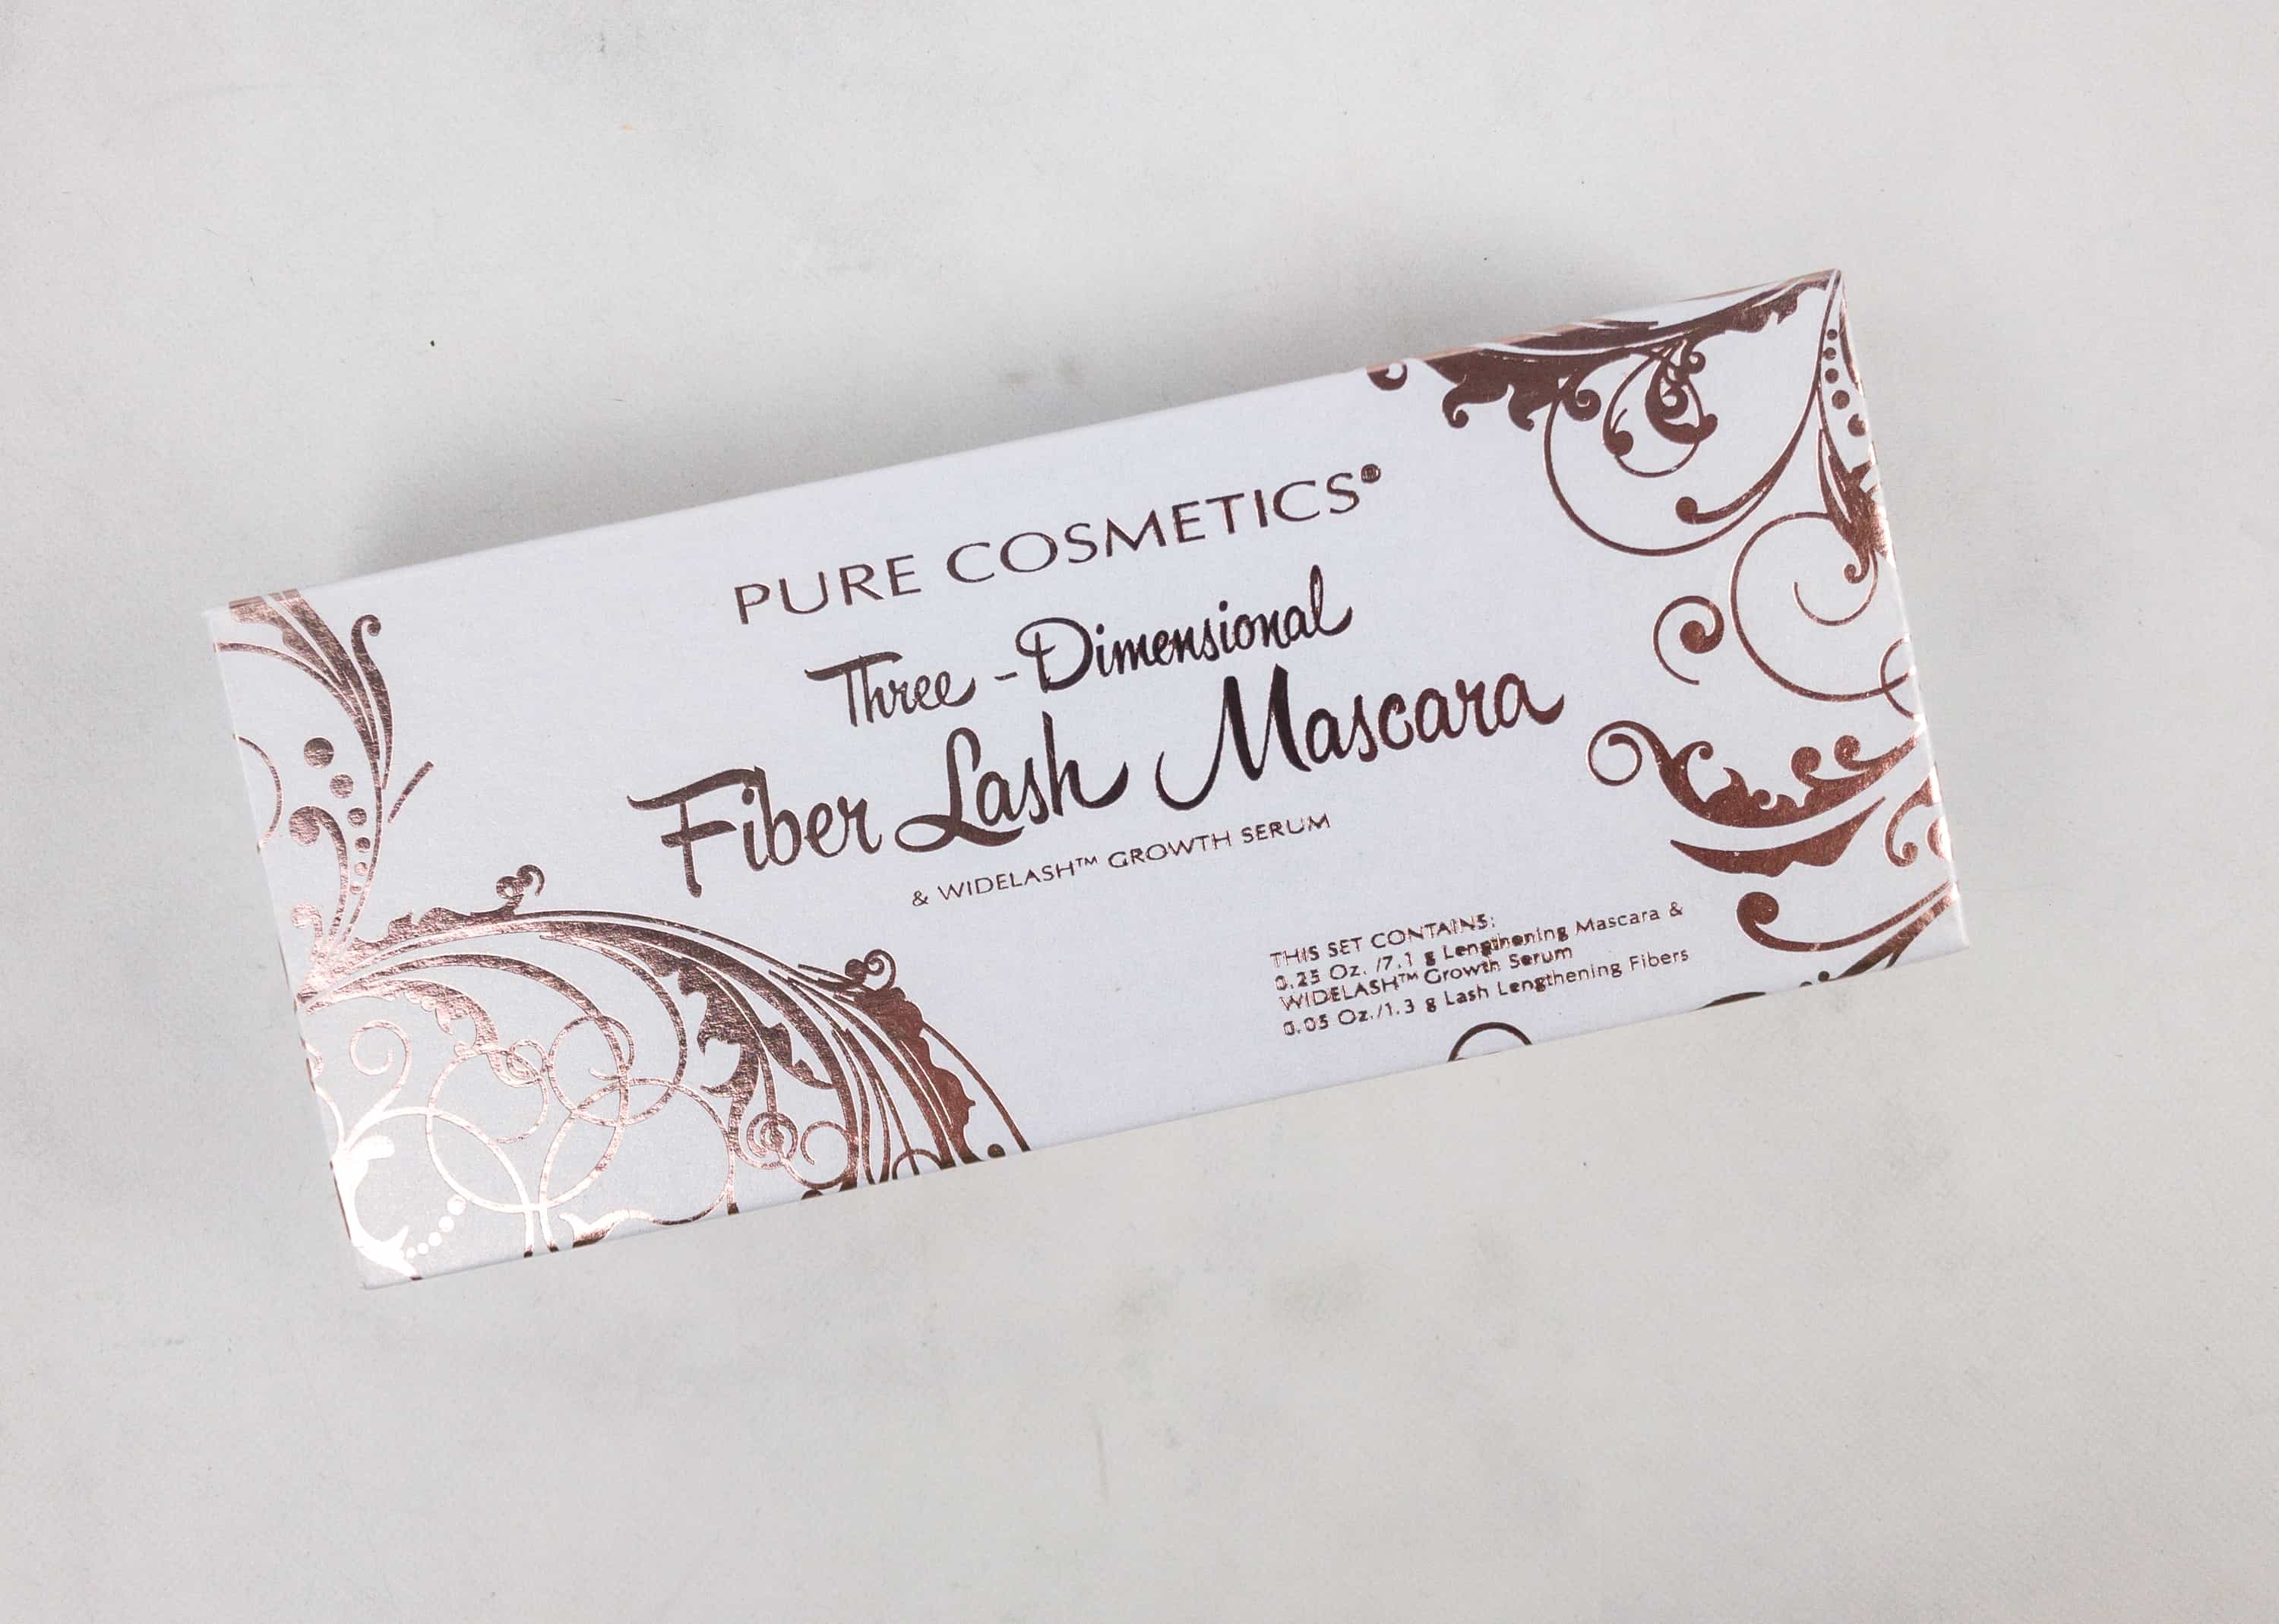 PURE COSMETICS®
Three-Dimensional
Fiber Lash Mascara
& WIDELASH™ GROWTH SERUM
THIS SET CONTAINS:
0.25 Oz. /7.1 g Lengthening Mascara &
WIDELASH™ Growth Serum
0.05 Oz./1.3 g Lash Lengthening Fibers